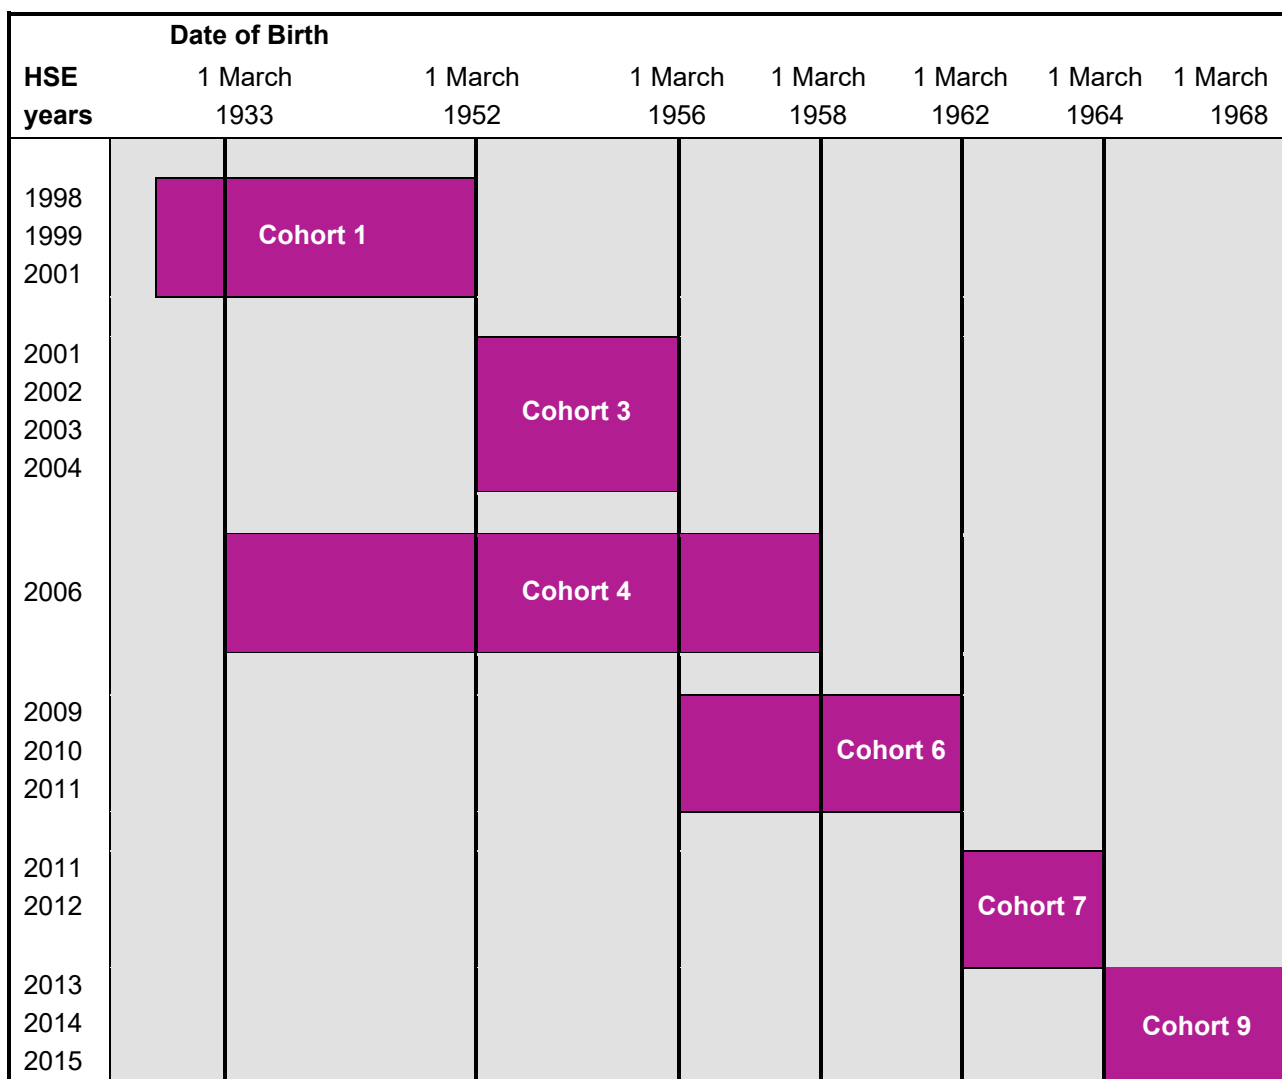 Date of Birth
HSE years
1 March 1933
1 March 1952
1 March 1956
1 March 1958
1 March 1962
1 March 1964
1 March 1968
1998
1999
2001
Cohort 1
2001
2002
2003
2004
Cohort 3
2006
Cohort 4
2009
2010
2011
Cohort 6
2011
2012
Cohort 7
2013
2014
2015
Cohort 9